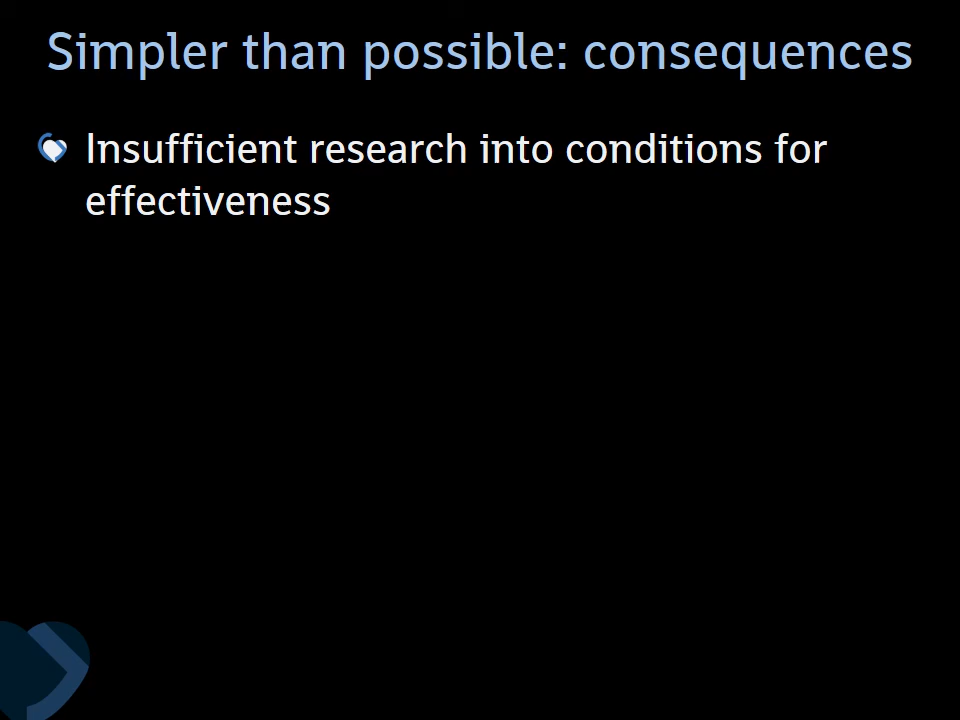 Simpler than possible: consequences
Insufficient research into conditions for
effectiveness